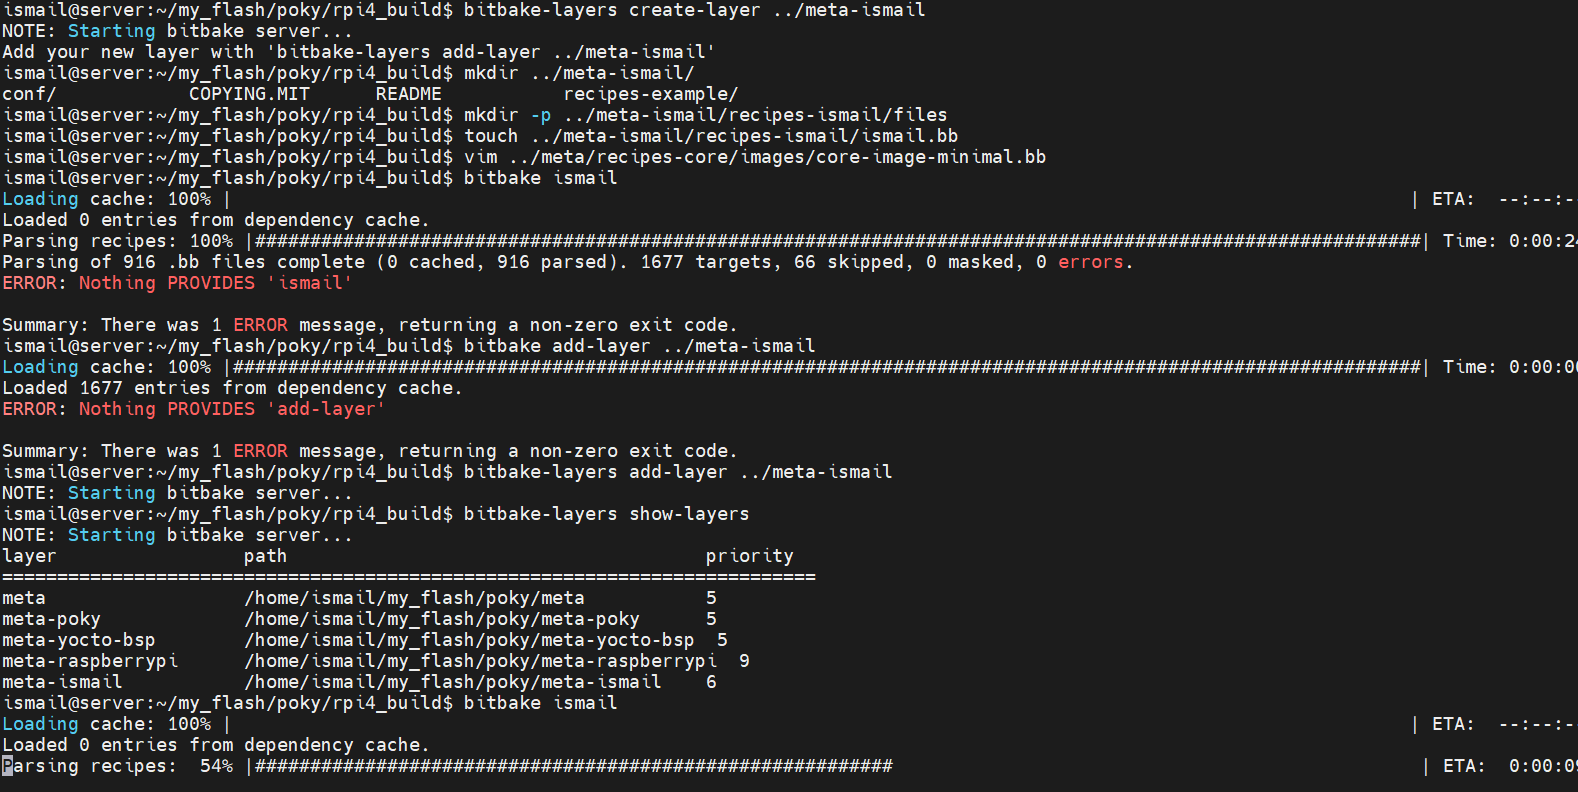 ismail@server:~/my_flash/poky/rpi4_build$ bitbake-layers create-layer ../meta-ismail
NOTE: Starting bitbake server...
Add your new layer with 'bitbake-layers add-layer ../meta-ismail'
ismail@server:~/my_flash/poky/rpi4_build$ mkdir ../meta-ismail/
conf/            COPYING.MIT      README           recipes-example/
ismail@server:~/my_flash/poky/rpi4_build$ mkdir -p ../meta-ismail/recipes-ismail/files
ismail@server:~/my_flash/poky/rpi4_build$ touch ../meta-ismail/recipes-ismail/ismail.bb
ismail@server:~/my_flash/poky/rpi4_build$ vim ../meta/recipes-core/images/core-image-minimal.bb
ismail@server:~/my_flash/poky/rpi4_build$ bitbake ismail
Loading cache: 100% | | ETA:  --:--:--
Loaded 0 entries from dependency cache.
Parsing recipes: 100% |##########################################################################################################| Time: 0:00:24
Parsing of 916 .bb files complete (0 cached, 916 parsed). 1677 targets, 66 skipped, 0 masked, 0 errors.
ERROR: Nothing PROVIDES 'ismail'
Summary: There was 1 ERROR message, returning a non-zero exit code.
ismail@server:~/my_flash/poky/rpi4_build$ bitbake add-layer ../meta-ismail
Loading cache: 100% |############################################################################################################| Time: 0:00:00
Loaded 1677 entries from dependency cache.
ERROR: Nothing PROVIDES 'add-layer'
Summary: There was 1 ERROR message, returning a non-zero exit code.
ismail@server:~/my_flash/poky/rpi4_build$ bitbake-layers add-layer ../meta-ismail
NOTE: Starting bitbake server...
ismail@server:~/my_flash/poky/rpi4_build$ bitbake-layers show-layers
NOTE: Starting bitbake server...
layer                 path                                      priority
==========================================================================
meta                  /home/ismail/my_flash/poky/meta           5
meta-poky             /home/ismail/my_flash/poky/meta-poky      5
meta-yocto-bsp        /home/ismail/my_flash/poky/meta-yocto-bsp  5
meta-raspberrypi      /home/ismail/my_flash/poky/meta-raspberrypi  9
meta-ismail           /home/ismail/my_flash/poky/meta-ismail    6
ismail@server:~/my_flash/poky/rpi4_build$ bitbake ismail
Loading cache: 100% | | ETA:  --:--:--
Loaded 0 entries from dependency cache.
Parsing recipes:  54% |########################################################## | ETA:  0:00:09